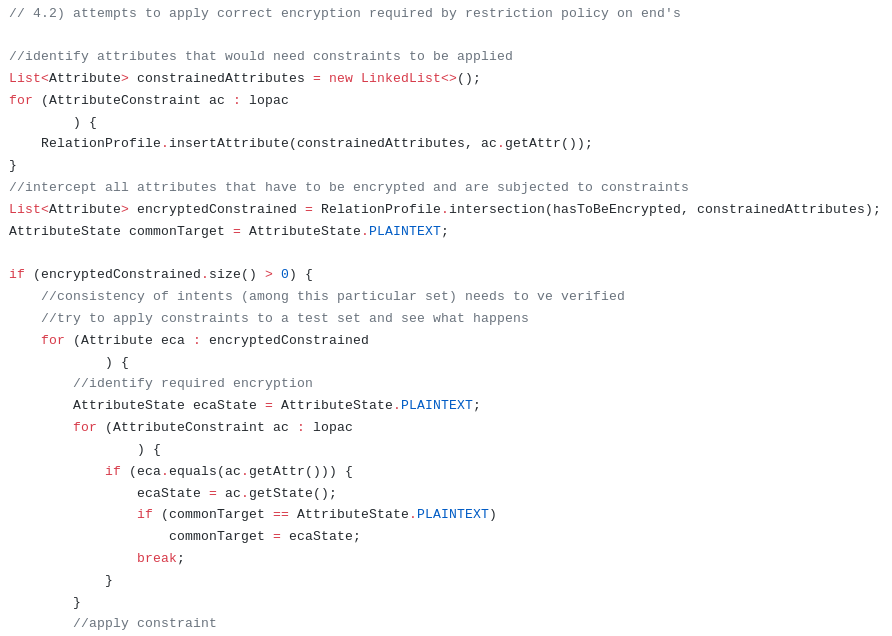 // 4.2) attempts to apply correct encryption required by restriction policy on end's
//identify attributes that would need constraints to be applied
List<Attribute> constrainedAttributes = new LinkedList<>();
for (AttributeConstraint ac : lopac
        ) {
    RelationProfile.insertAttribute(constrainedAttributes, ac.getAttr());
}
//intercept all attributes that have to be encrypted and are subjected to constraints
List<Attribute> encryptedConstrained = RelationProfile.intersection(hasToBeEncrypted, constrainedAttributes);
AttributeState commonTarget = AttributeState.PLAINTEXT;

if (encryptedConstrained.size() > 0) {
    //consistency of intents (among this particular set) needs to ve verified
    //try to apply constraints to a test set and see what happens
    for (Attribute eca : encryptedConstrained
            ) {
        //identify required encryption
        AttributeState ecaState = AttributeState.PLAINTEXT;
        for (AttributeConstraint ac : lopac
                ) {
            if (eca.equals(ac.getAttr())) {
                ecaState = ac.getState();
                if (commonTarget == AttributeState.PLAINTEXT)
                    commonTarget = ecaState;
                break;
            }
        }
        //apply constraint